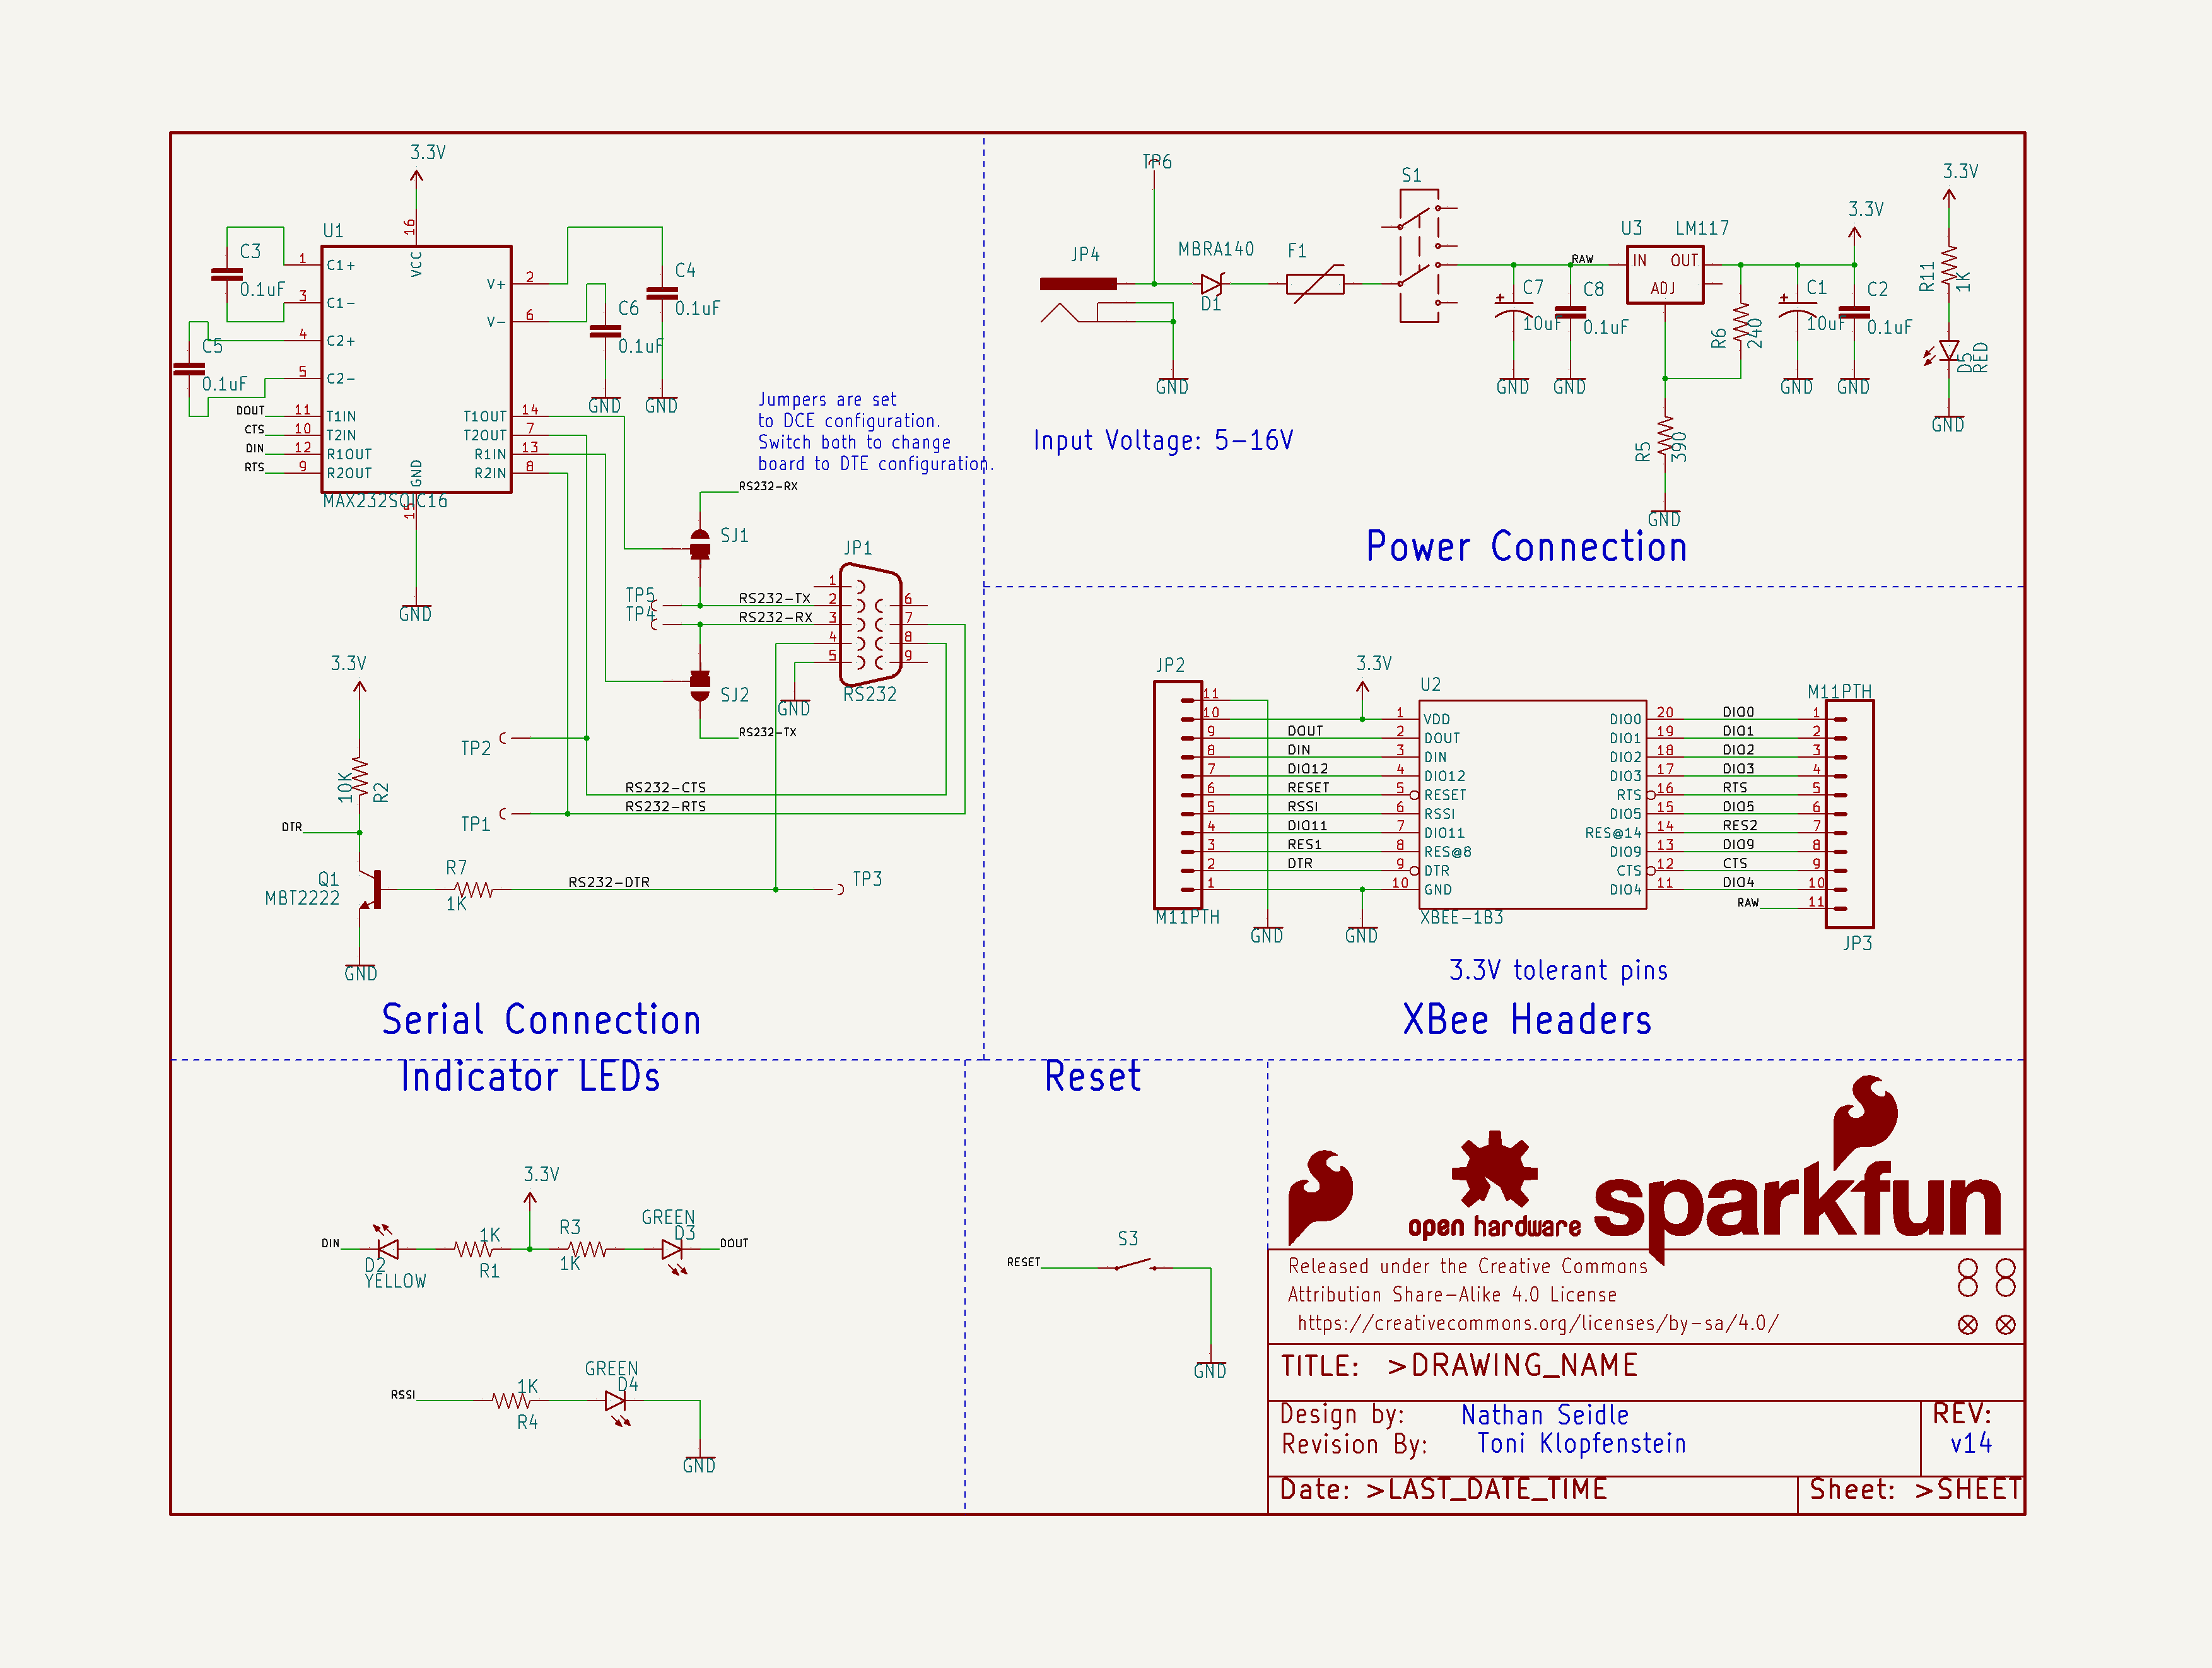 3.3V
U1
16
VCC
C3
0.1uF
1
C1+
3
C1-
4
C2+
C5
0.1uF
5
C2-
V+
2
V-
6
C4
0.1uF
C6
0.1uF
GND
GND
DOUT
11
T1IN
T1OUT
14
CTS
10
T2IN
T2OUT
7
DIN
12
R1OUT
R1IN
13
RTS
9
R2OUT
R2IN
8
GND
15
MAX232SOIC16
GND
Jumpers are set
to DCE configuration.
Switch both to change
board to DTE configuration.
RS232-RX
SJ1
JP1
TP5
TP4
RS232-TX
RS232-RX
1
2
3
4
5
6
7
8
9
RS232
SJ2
GND
RS232-TX
TP2
TP1
RS232-CTS
RS232-RTS
3.3V
10K
R2
DTR
Q1
MBT2222
R7
1K
RS232-DTR
TP3
GND
Serial Connection
TP6
JP4
MBRA140
D1
F1
S1
GND
RAW
C7
10uF
C8
0.1uF
GND
GND
U3
LM117
IN
OUT
ADJ
R6
240
R5
390
GND
3.3V
C1
10uF
C2
0.1uF
GND
GND
3.3V
R11
1K
D5
RED
GND
Input Voltage: 5-16V
Power Connection
JP2
11
10
9
8
7
6
5
4
3
2
1
M11PTH
GND
3.3V
GND
DOUT
DIN
DIO12
RESET
RSSI
DIO11
RES1
DTR
U2
1
VDD
2
DOUT
3
DIN
4
DIO12
5
RESET
6
RSSI
7
DIO11
8
RES@8
9
DTR
10
GND
XBEE-1B3
DIO0
20
DIO1
19
DIO2
18
DIO3
17
RTS
16
DIO5
15
RES@14
14
DIO9
13
CTS
12
DIO4
11
DIO0
DIO1
DIO2
DIO3
RTS
DIO5
RES2
DIO9
CTS
DIO4
RAW
M11PTH
1
2
3
4
5
6
7
8
9
10
11
JP3
3.3V tolerant pins
XBee Headers
Indicator LEDs
3.3V
DIN
D2
YELLOW
1K
R1
R3
1K
GREEN
D3
DOUT
RSSI
1K
R4
GREEN
D4
GND
Reset
RESET
S3
GND
open hardware
sparkfun
Released under the Creative Commons
Attribution Share-Alike 4.0 License
https://creativecommons.org/licenses/by-sa/4.0/
TITLE: >DRAWING_NAME
Design by: Nathan Seidle
Revision By: Toni Klopfenstein
REV:
v14
Date: >LAST_DATE_TIME
Sheet: >SHEET